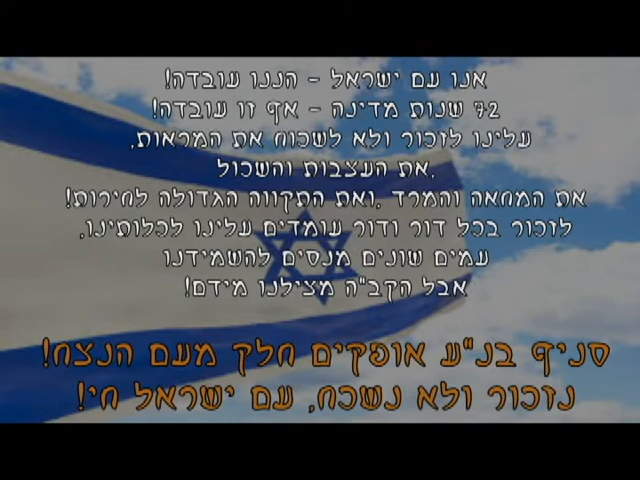 אנו עם ישראל - הננו עובדה!
72 שנות מדינה - אף זו עובדה!
עלינו לזכור ולא לשכוח את המראות,
את העצבות והשכול,
את המחאה והמרד ,ואת התקווה הגדולה לחירות!
לזכור בכל דור ודור עומדים עלינו לכלותינו,
עמים שונים מנסים להשמידנו
אבל הקב"ה מצילנו מידם!
סניף בנ"ע אופקים חלק מעם הנצח!
נזכור ולא נשכח, עם ישראל חי!